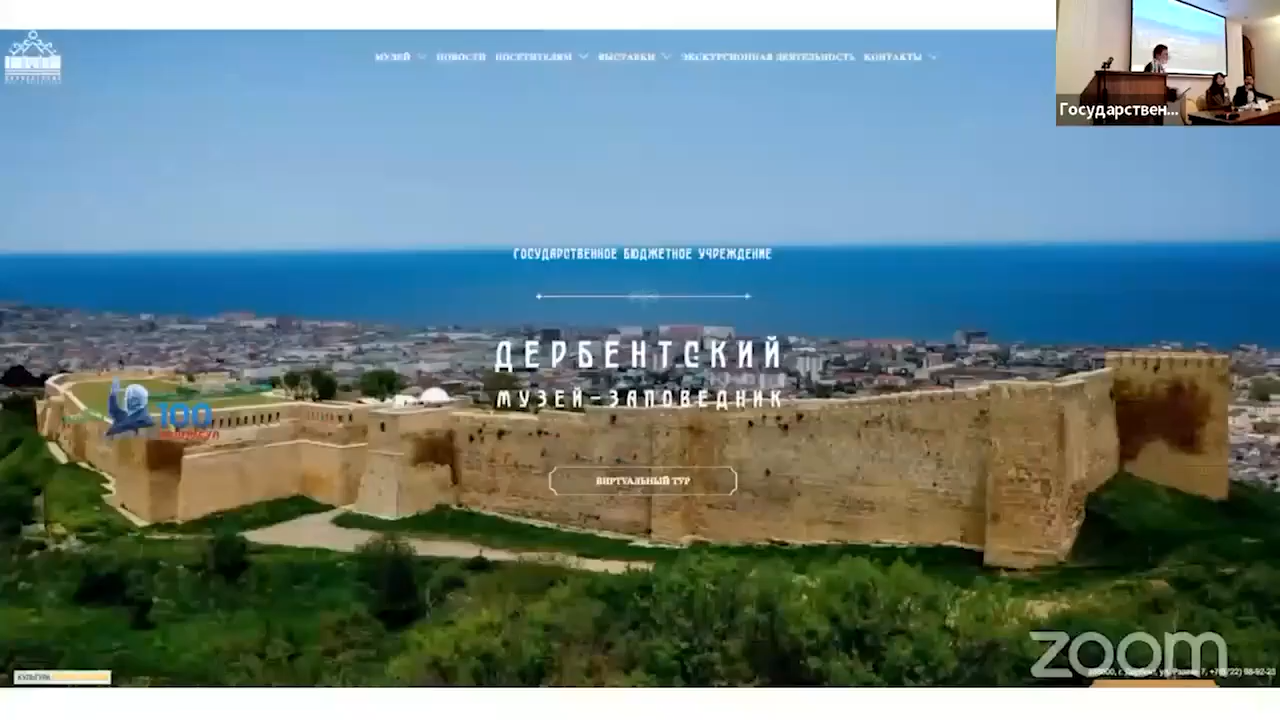 МУЗЕЙ НОВОСТИ ПОСЕТИТЕЛЯМ ВЫСТАВКИ ЭКСКУРСИОННАЯ ДЕЯТЕЛЬНОСТЬ КОНТАКТЫ
Государствен...
ГОСУДАРСТВЕННОЕ БЮДЖЕТНОЕ УЧРЕЖДЕНИЕ
ДЕРБЕНТСКИЙ
МУЗЕЙ-ЗАПОВЕДНИК
100
ВИРТУАЛЬНЫЙ ТУР
zoom
КУЛЬТУРА